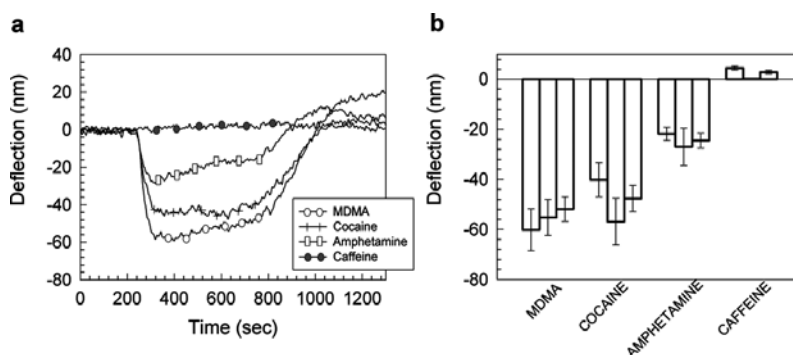 a
40
20
0
-20
-40
-60
-80
0 200 400 600 800 1000 1200
Deflection (nm)
Time (sec)
MDMA
Cocaine
Amphetamine
Caffeine
b
0
-20
-40
-60
-80
Deflection (nm)
MDMA
COCAINE
AMPHETAMINE
CAFFEINE